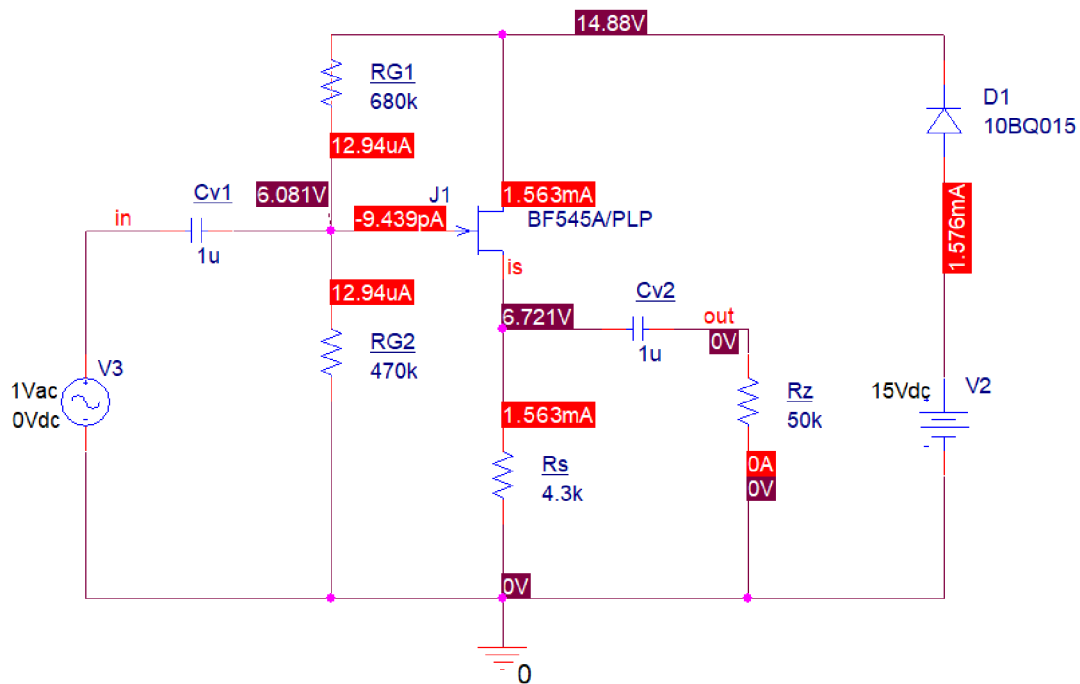 14.88V
RG1
680k
D1
10BQ015
12.94uA
6.081V
Cv1
1u
in
J1
-9.439pA
1.563mA
BF545A/PLP
1.576mA
is
12.94uA
6.721V
Cv2
1u
out
0V
RG2
470k
V3
1Vac
0Vdc
Rz
50k
15Vdc
V2
-
1.563mA
Rs
4.3k
0A
0V
0V
0